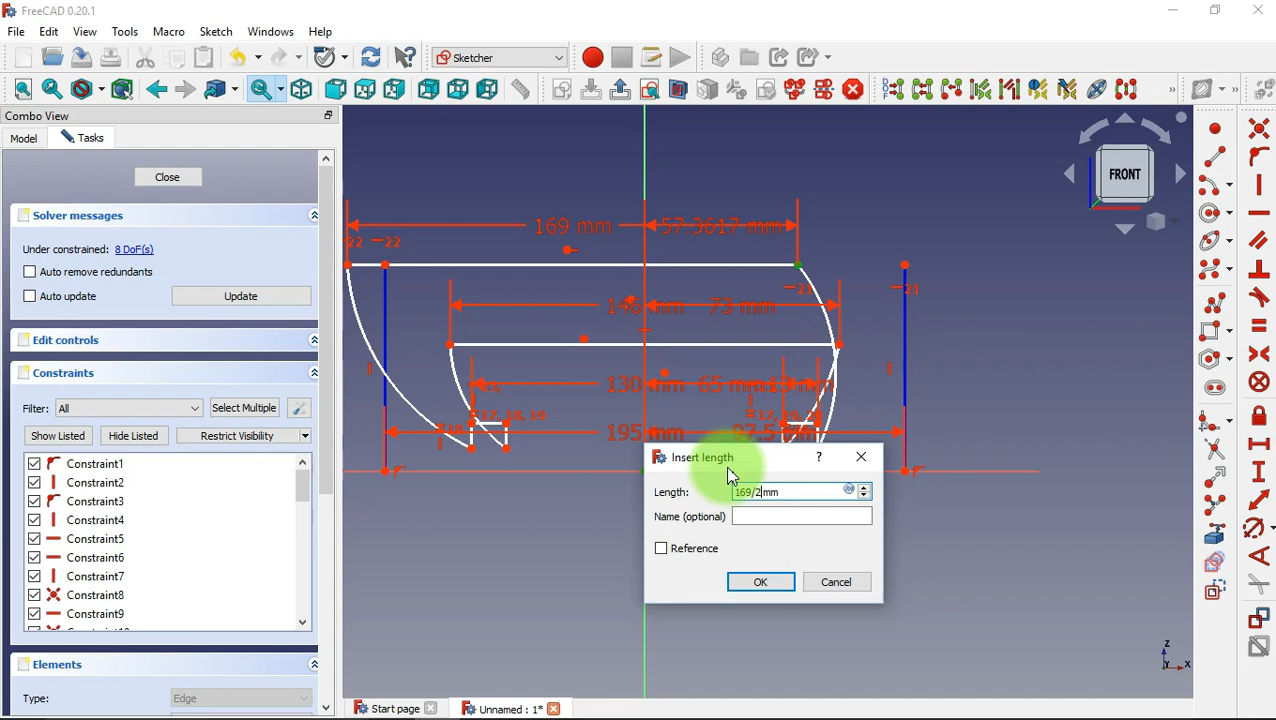 FreeCAD 0.20.1
File Edit View Tools Macro Sketch Windows Help
Sketcher
Combo View
Model Tasks
Close
Solver messages
Under constrained: 8 DoF(s)
Auto remove redundants
Auto update Update
Edit controls
Constraints
Filter: All Select Multiple
Show Listed Hide Listed Restrict Visibility
Constraint1
Constraint2
Constraint3
Constraint4
Constraint5
Constraint6
Constraint7
Constraint8
Constraint9
Elements
Type: Edge
FRONT
169 mm 57.3617 mm
146 mm 73 mm
130 mm 65 mm 13 mm
195 mm 97.5 mm
Insert length
Length: 169/2mm
Name (optional)
Reference
OK Cancel
Start page Unnamed : 1*
Z
Y X